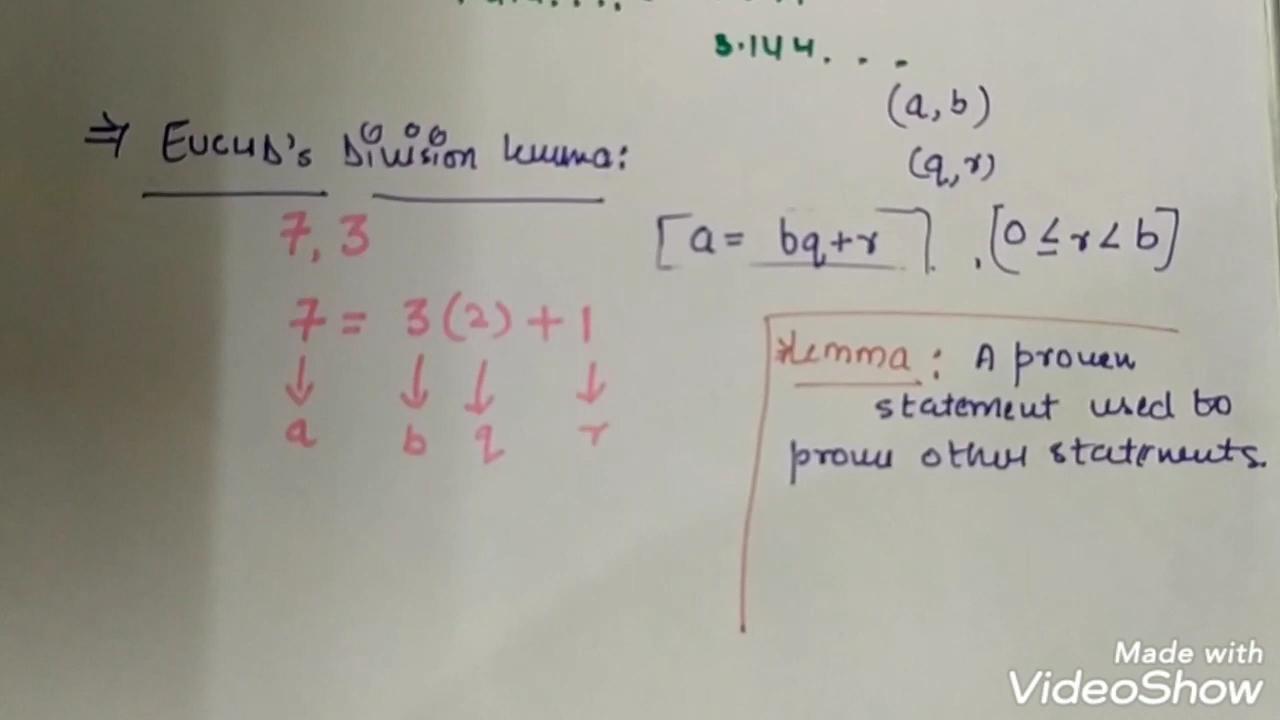 3.144...
(a, b)
⇒ EUCLID's Division lemma:
(q, r)
7, 3
[a = bq+r], [0 ≤ r < b]
7 = 3(2) + 1
a b q r
*lemma: A proven
statement used to
prove other statements.
Made with
VideoShow